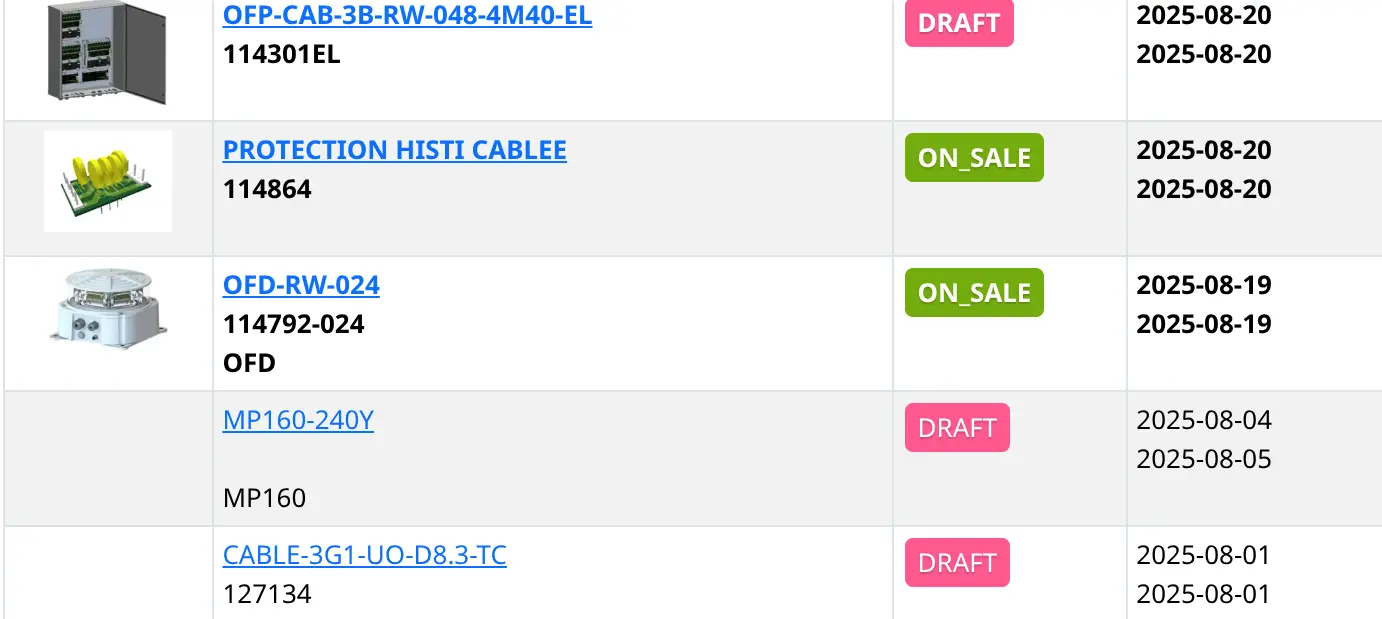 OFP-CAB-3B-RW-048-4M40-EL
114301EL
DRAFT
2025-08-20
2025-08-20
PROTECTION HISTI CABLEE
114864
ON_SALE
2025-08-20
2025-08-20
OFD-RW-024
114792-024
OFD
ON_SALE
2025-08-19
2025-08-19
MP160-240Y
MP160
DRAFT
2025-08-04
2025-08-05
CABLE-3G1-UO-D8.3-TC
127134
DRAFT
2025-08-01
2025-08-01